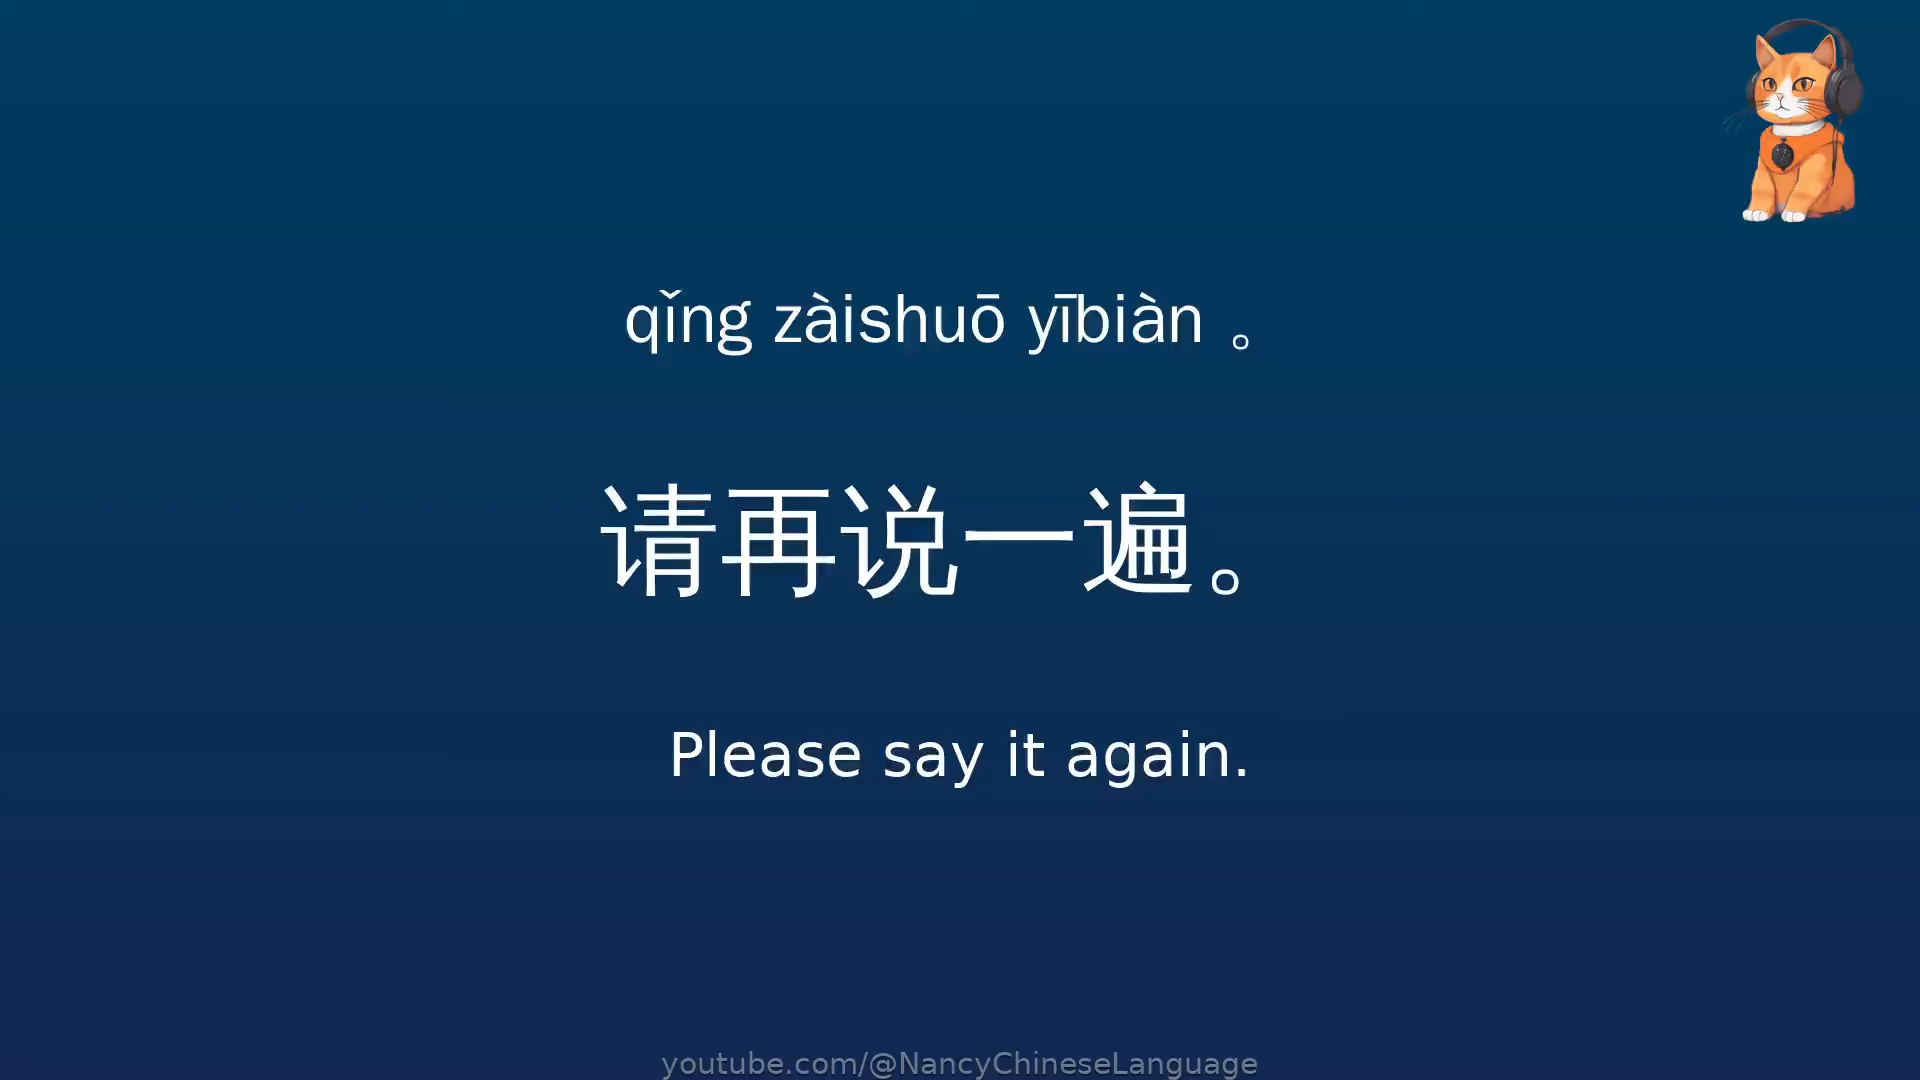 qǐng zàishuō yībiàn 。
请再说一遍。
Please say it again.
youtube.com/@NancyChineseLanguage